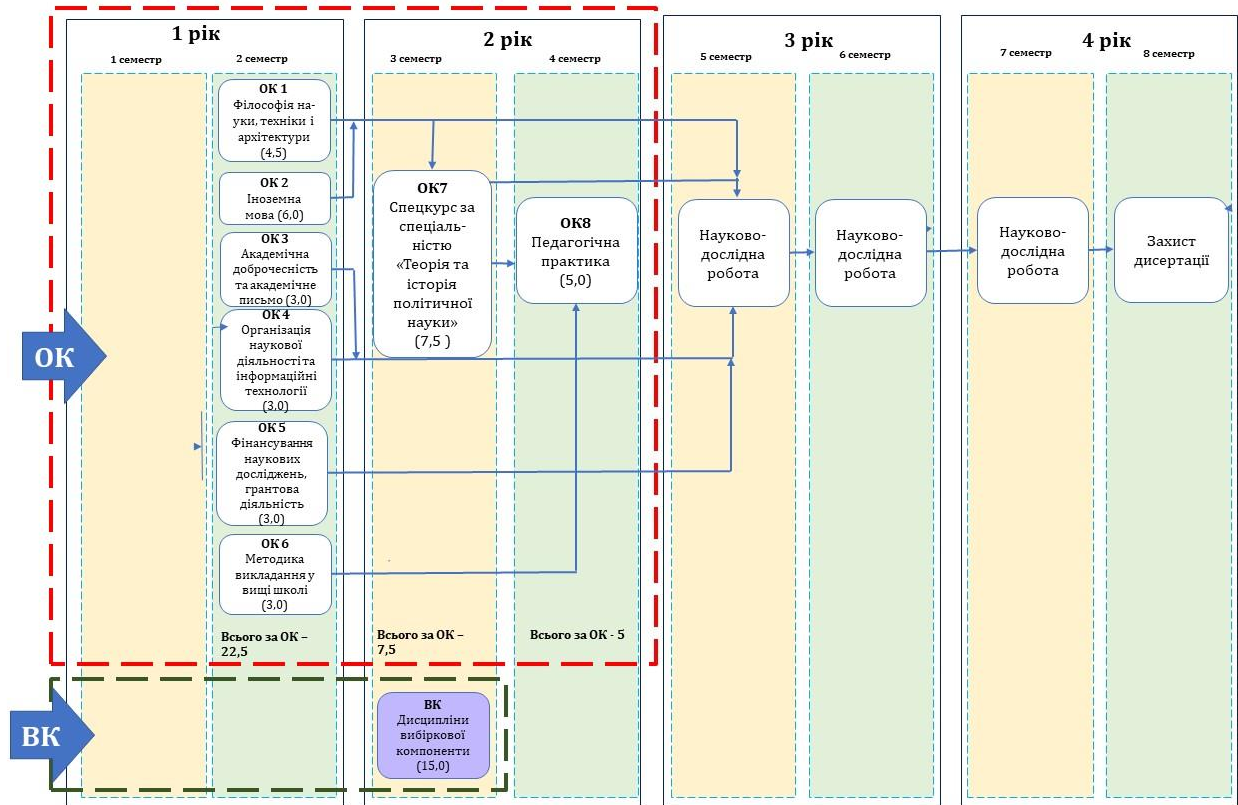 1 рік
1 семестр
2 семестр
ОК 1
Філософія на-
уки, техніки і
архітектури
(4,5)
ОК 2
Іноземна
мова (6,0)
ОК 3
Академічна
доброчесність
та академічне
письмо (3,0)
ОК 4
Організація
наукової
діяльності та
інформаційні
технології
(3,0)
ОК 5
Фінансування
наукових
досліджень,
грантова
діяльність
(3,0)
ОК 6
Методика
викладання у
вищі школі
(3,0)
Всього за ОК –
22,5
2 рік
3 семестр
4 семестр
ОК7
Спецкурс за
спеціаль-
ністю
«Теорія та
історія
політичної
науки»
(7,5 )
ОК8
Педагогічна
практика
(5,0)
Всього за ОК –
7,5
Всього за ОК - 5
ВК
Дисципліни
вибіркової
компоненти
(15,0)
3 рік
5 семестр
6 семестр
Науково-
дослідна
робота
Науково-
дослідна
робота
4 рік
7 семестр
8 семестр
Науково-
дослідна
робота
Захист
дисертації
ОК
ВК